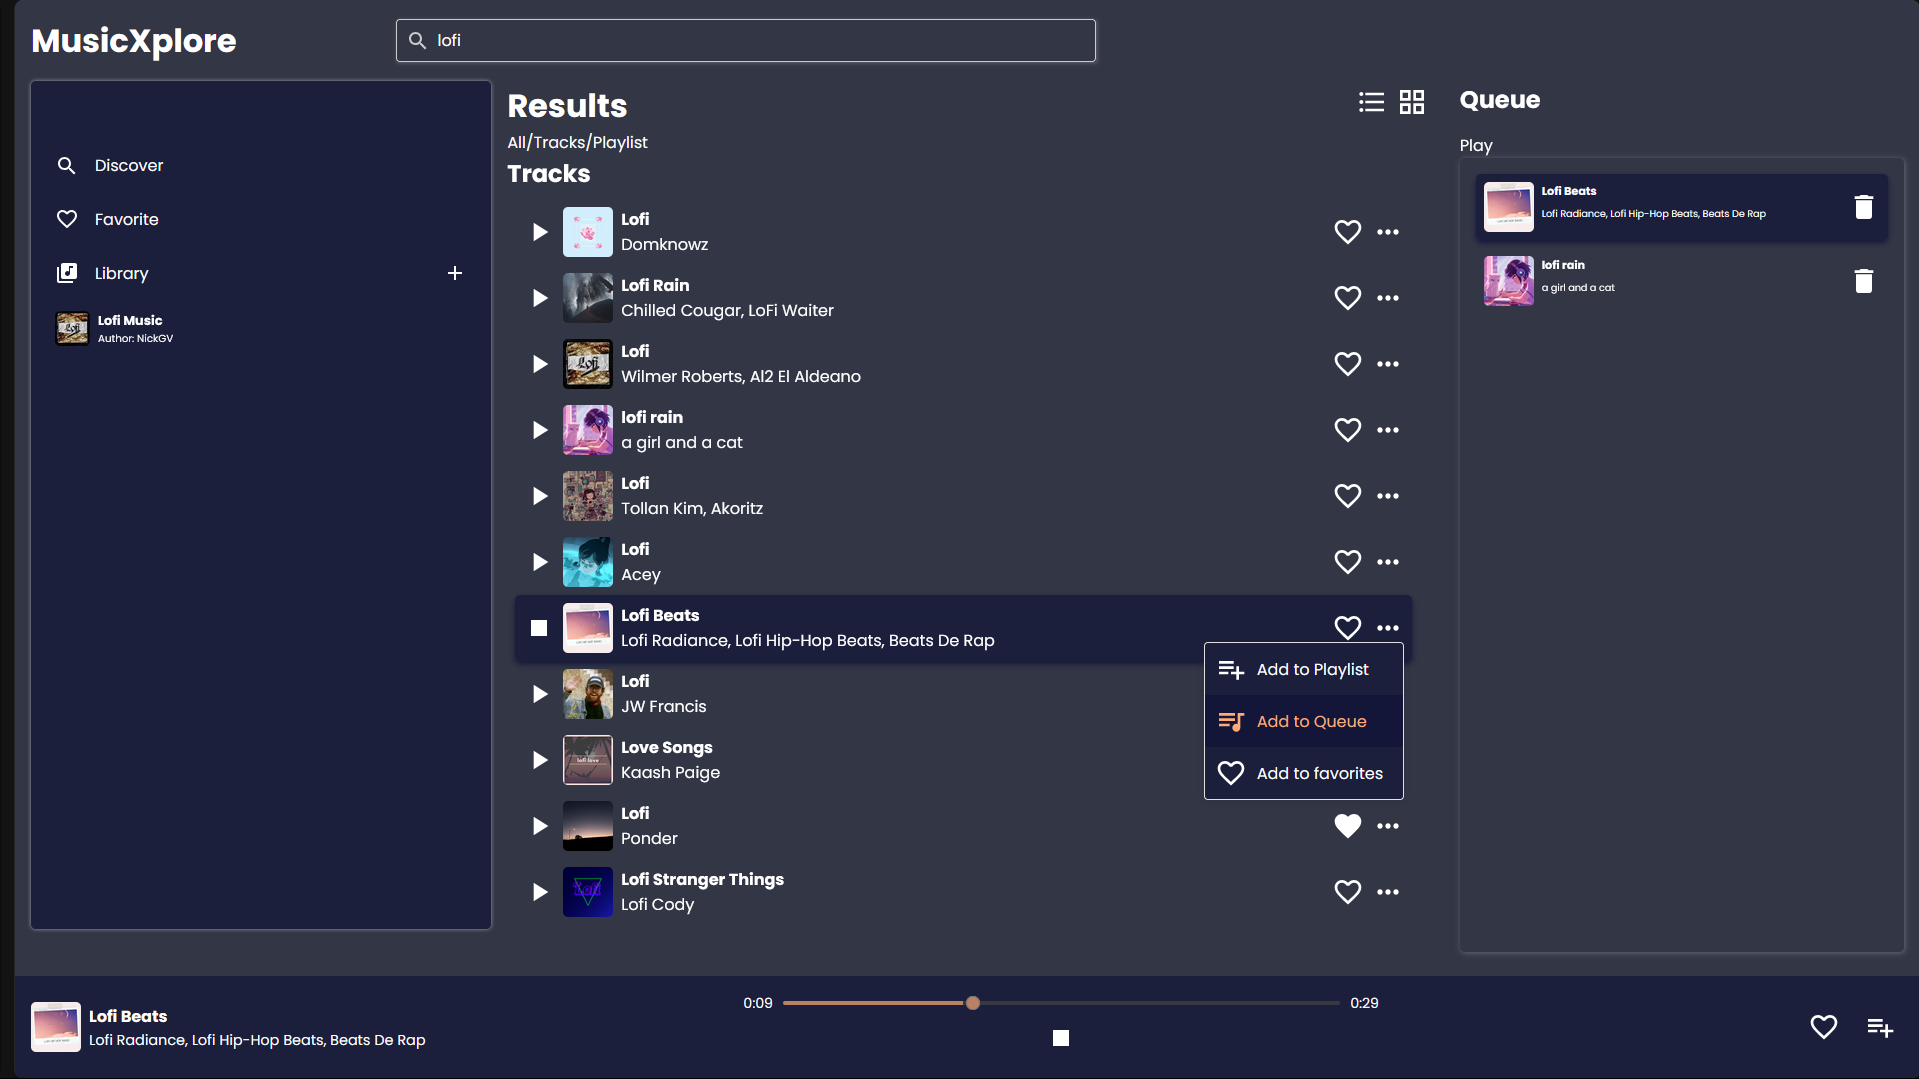 MusicXplore
lofi
Discover
Favorite
Library
Lofi Music
Author: NickGV
Results
All/Tracks/Playlist
Tracks
Lofi
Domknowz
Lofi Rain
Chilled Cougar, LoFi Waiter
Lofi
Wilmer Roberts, Al2 El Aldeano
lofi rain
a girl and a cat
Lofi
Tollan Kim, Akoritz
Lofi
Acey
Lofi Beats
Lofi Radiance, Lofi Hip-Hop Beats, Beats De Rap
Lofi
JW Francis
Love Songs
Kaash Paige
Lofi
Ponder
Lofi Stranger Things
Lofi Cody
Add to Playlist
Add to Queue
Add to favorites
Queue
Play
Lofi Beats
Lofi Radiance, Lofi Hip-Hop Beats, Beats De Rap
lofi rain
a girl and a cat
Lofi Beats
Lofi Radiance, Lofi Hip-Hop Beats, Beats De Rap
0:09
0:29